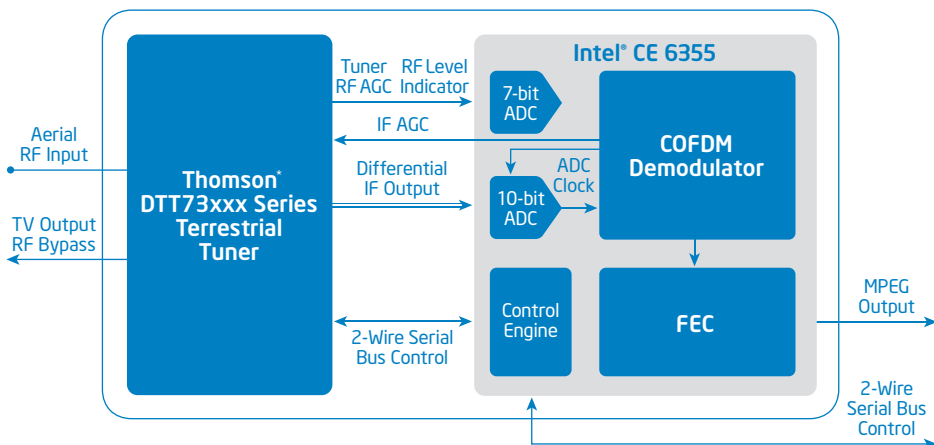 Intel® CE 6355
Tuner RF Level
RF AGC Indicator
7-bit
ADC
IF AGC
Aerial
RF Input
COFDM
Demodulator
Thomson*
DTT73xxx Series
Terrestrial
Tuner
Differential
IF Output
ADC
Clock
10-bit
ADC
TV Output
RF Bypass
Control
Engine
FEC
MPEG
Output
2-Wire Serial
Bus Control
2-Wire
Serial Bus
Control